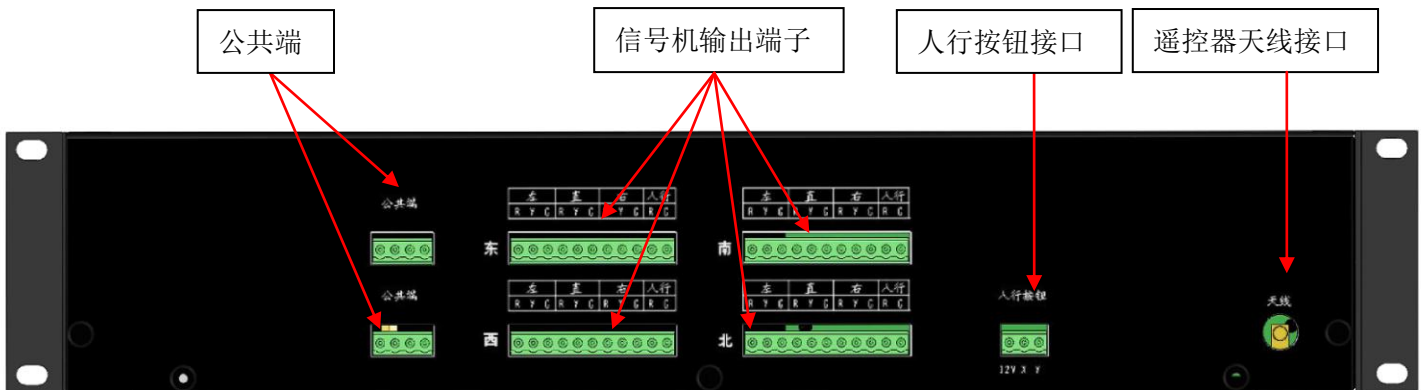 公共端
信号机输出端子
人行按钮接口
遥控器天线接口
公共端
左 直 右 人行
R Y G R Y G R Y G R G
左 直 右 人行
R Y G R Y G R Y G R G
东
南
公共端
左 直 右 人行
R Y G R Y G R Y G R G
左 直 右 人行
R Y G R Y G R Y G R G
人行按钮
天线
西
北
12V X Y